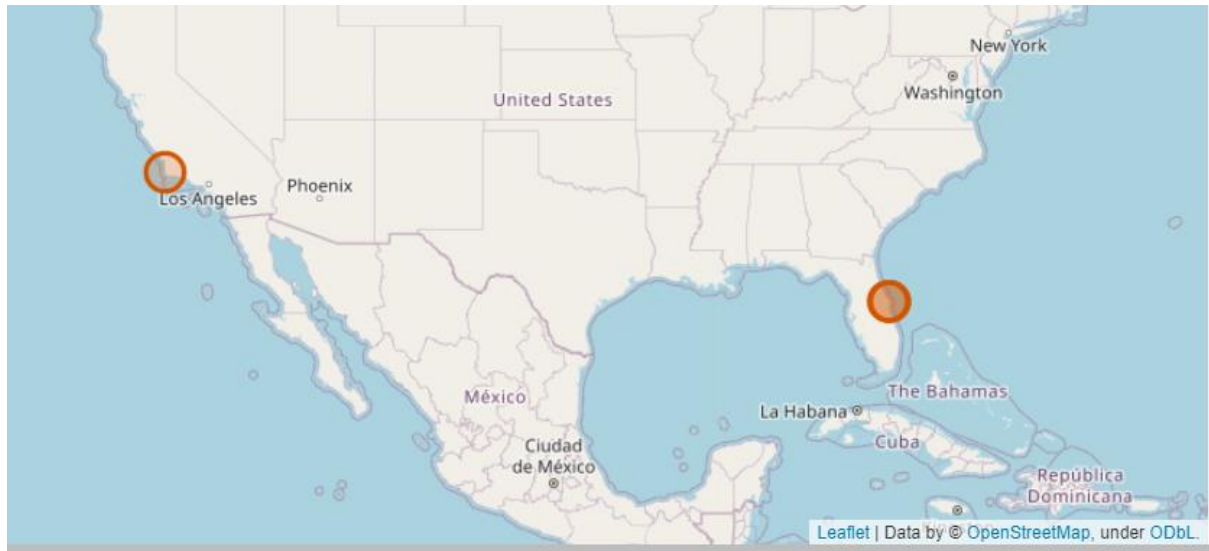 New York
Washington
United States
Phoenix
Los Angeles
México
The Bahamas
La Habana
Cuba
Ciudad
de México
República
Dominicana
Leaflet | Data by © OpenStreetMap, under ODbL.